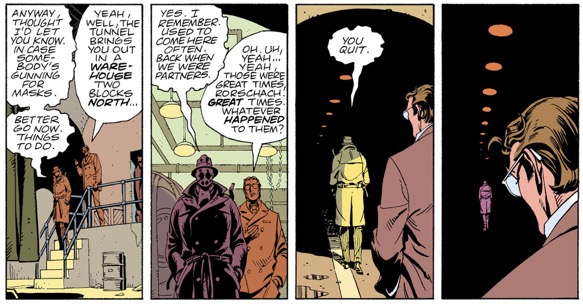 ANYWAY,
THOUGHT
I'D LET
YOU KNOW.
IN CASE
SOME-
BODY'S
GUNNING
FOR
MASKS.
BETTER
GO NOW.
THINGS
TO DO.
YEAH,
WELL, THE
TUNNEL
BRINGS
YOU OUT
IN A
WARE-
HOUSE
TWO
BLOCKS
NORTH...
YES. I
REMEMBER.
USED TO
COME HERE
OFTEN.
BACK WHEN
WE WERE
PARTNERS.
OH. UH,
YEAH...
YEAH,
THOSE WERE
GREAT TIMES,
RORSCHACH.
GREAT TIMES.
WHATEVER
HAPPENED
TO THEM?
YOU
QUIT.